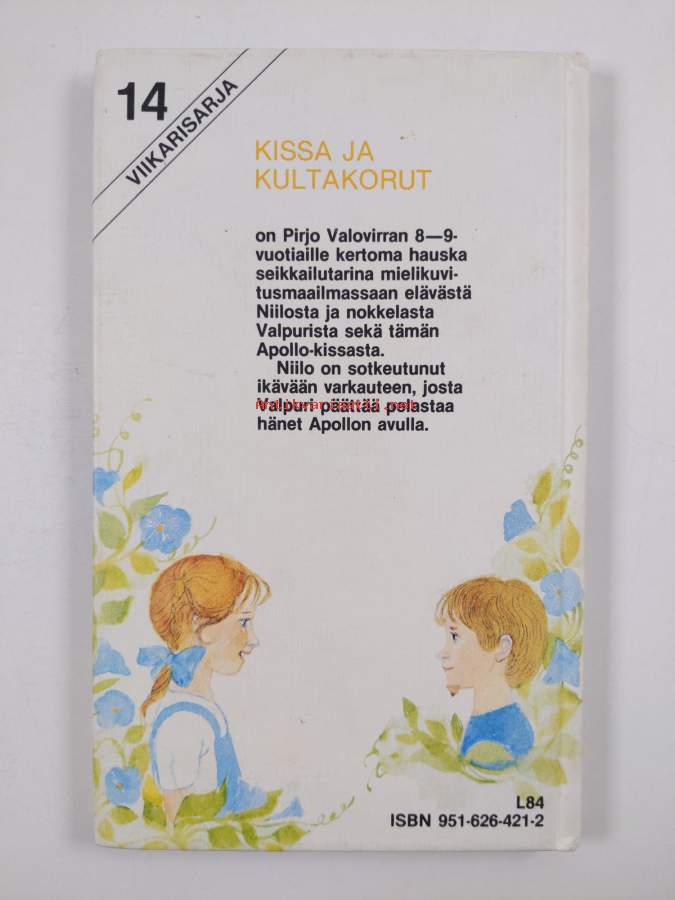 14
VIIKARISARJA
KISSA JA
KULTAKORUT
on Pirjo Valovirran 8—9-
vuotiaille kertoma hauska
seikkailutarina mielikuvi-
tusmaailmassaan elävästä
Niilosta ja nokkelasta
Valpurista sekä tämän
Apollo-kissasta.
Niilo on sotkeutunut
ikävään varkauteen, josta
Valpuri päättää pelastaa
hänet Apollon avulla.
L84
ISBN 951-626-421-2